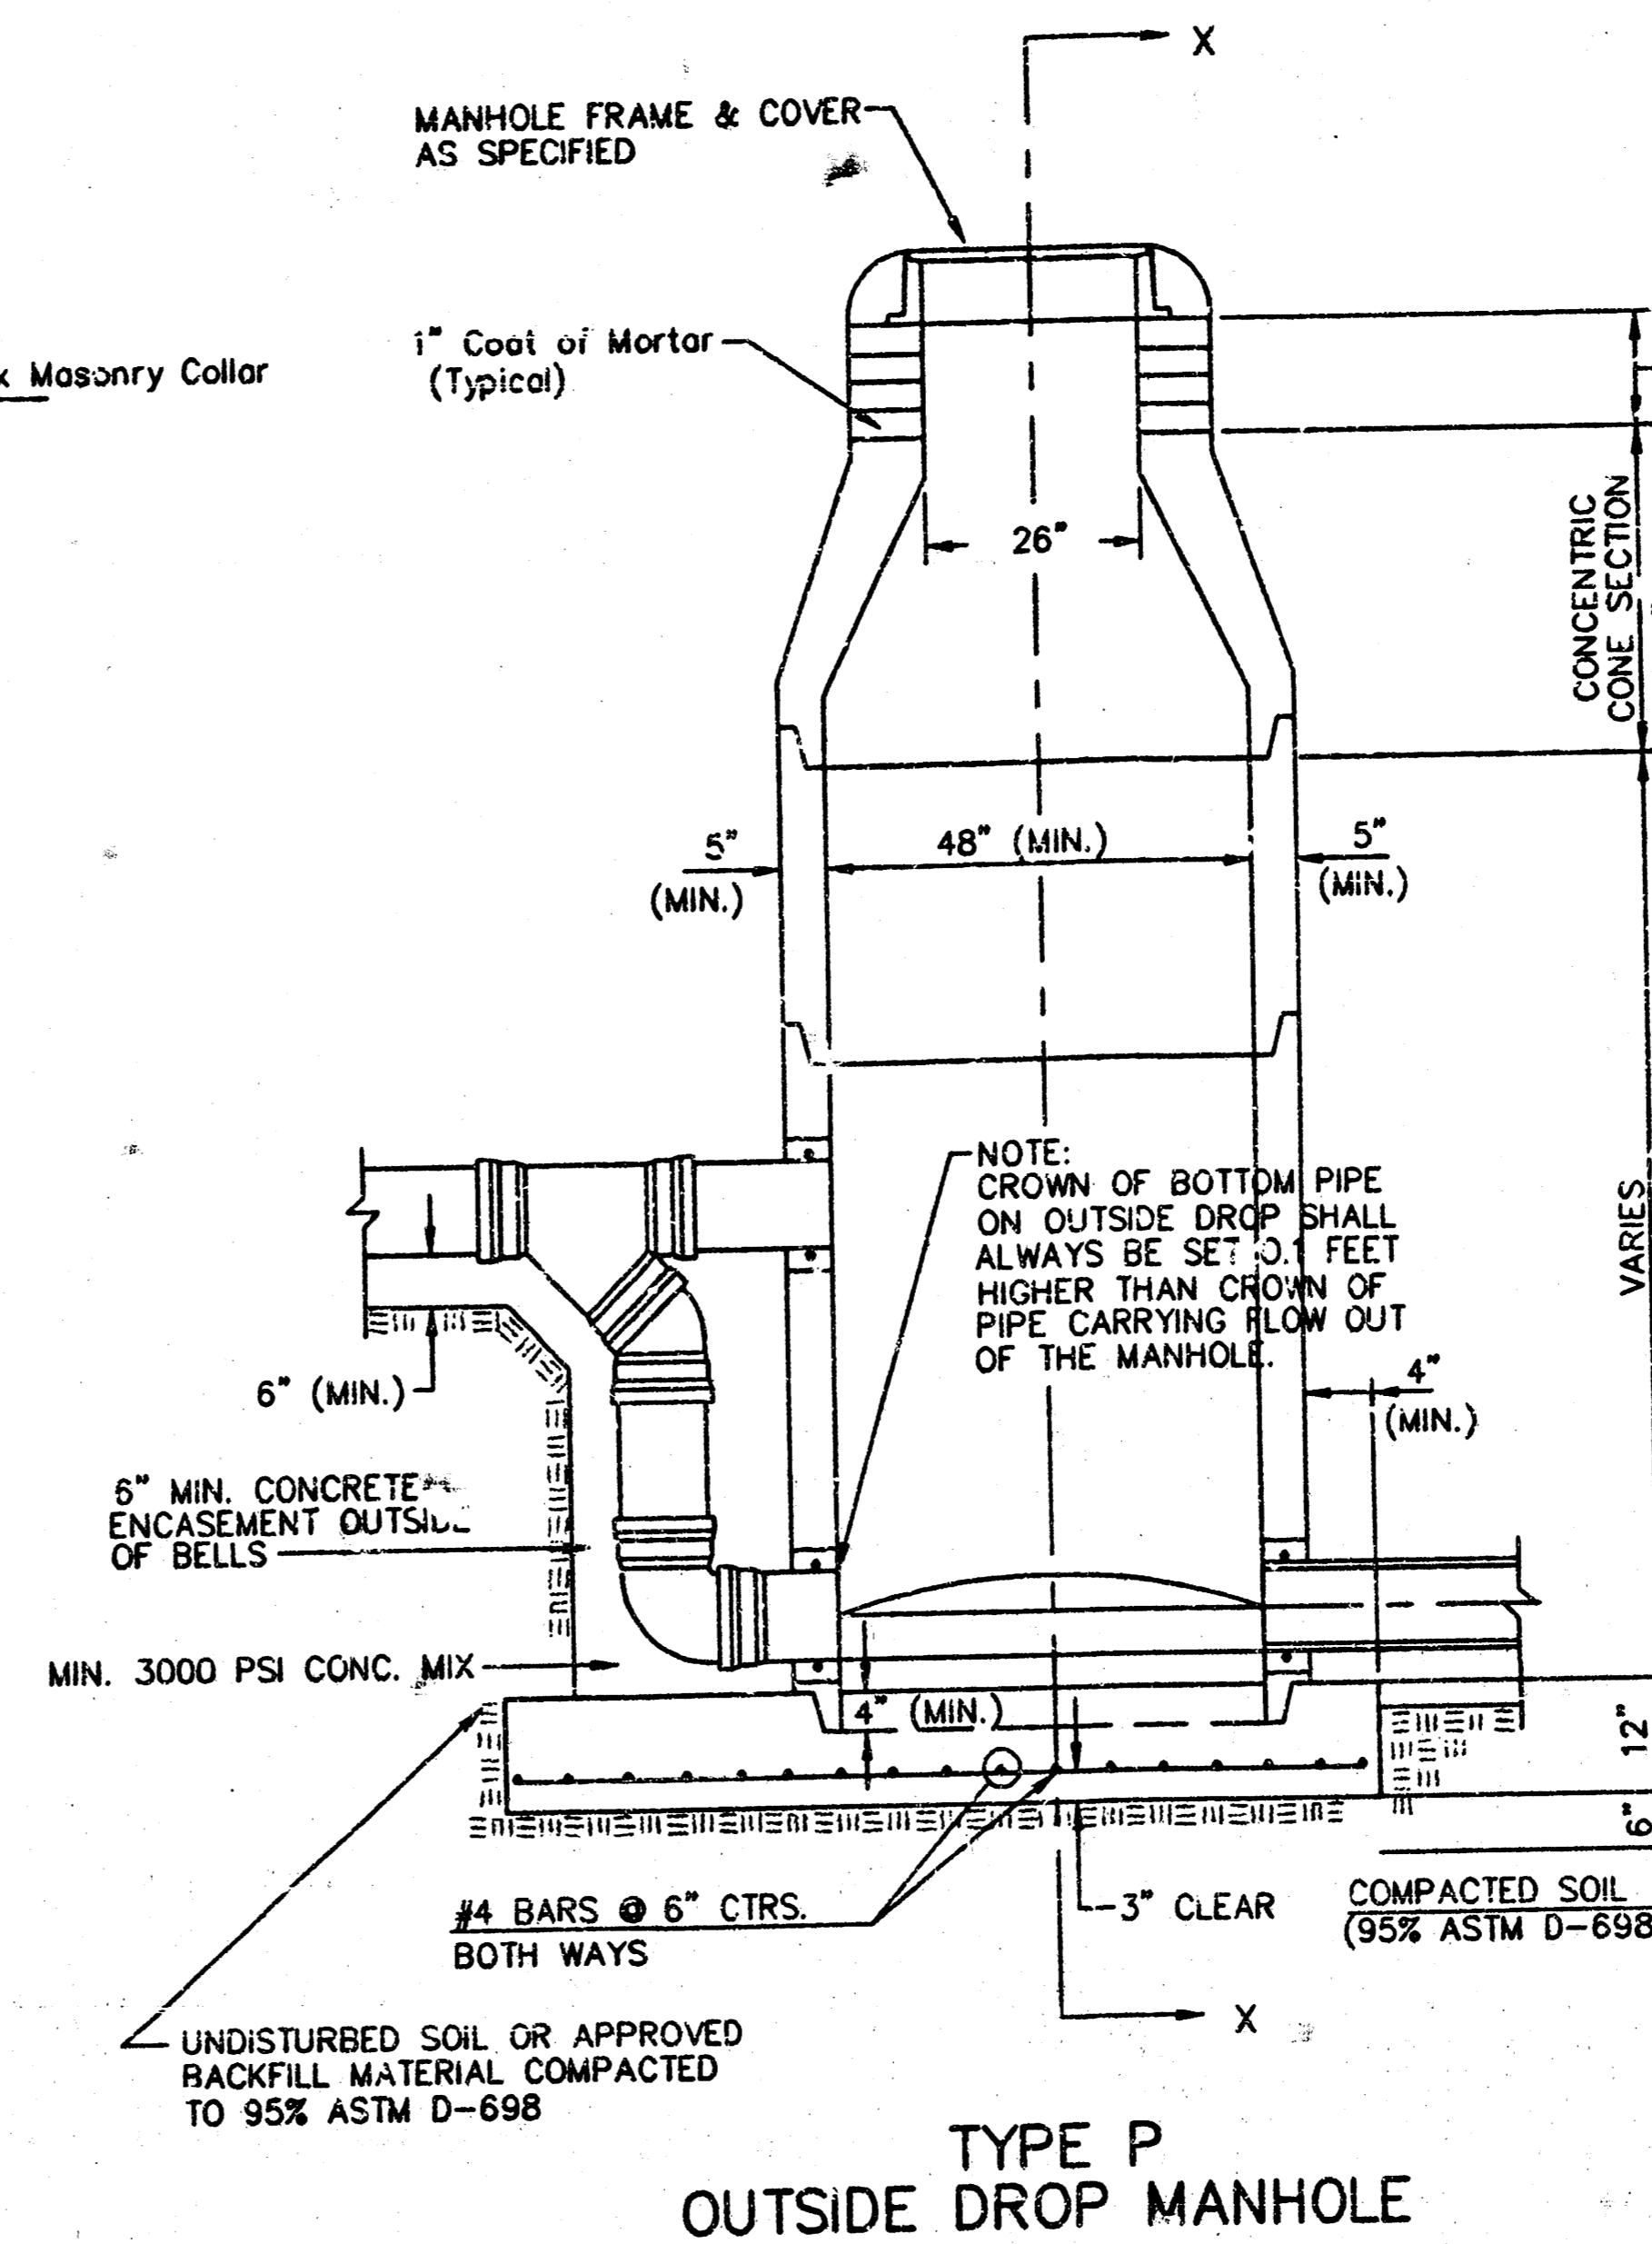 X
MANHOLE FRAME & COVER
AS SPECIFIED
1" Coat of Mortar
(Typical)
Masonry Collar
26"
CONCENTRIC
CONE SECTION
5"
(MIN.)
48" (MIN.)
5"
(MIN.)
NOTE:
CROWN OF BOTTOM PIPE
ON OUTSIDE DROP SHALL
ALWAYS BE SET 0.1 FEET
HIGHER THAN CROWN OF
PIPE CARRYING FLOW OUT
OF THE MANHOLE.
VARIES
6" (MIN.)
4"
(MIN.)
6" MIN. CONCRETE
ENCASEMENT OUTSIDE
OF BELLS
MIN. 3000 PSI CONC. MIX
4" (MIN.)
12"
6"
#4 BARS @ 6" CTRS.
BOTH WAYS
3" CLEAR
COMPACTED SOIL
(95% ASTM D-698
X
UNDISTURBED SOIL OR APPROVED
BACKFILL MATERIAL COMPACTED
TO 95% ASTM D-698
TYPE P
OUTSIDE DROP MANHOLE